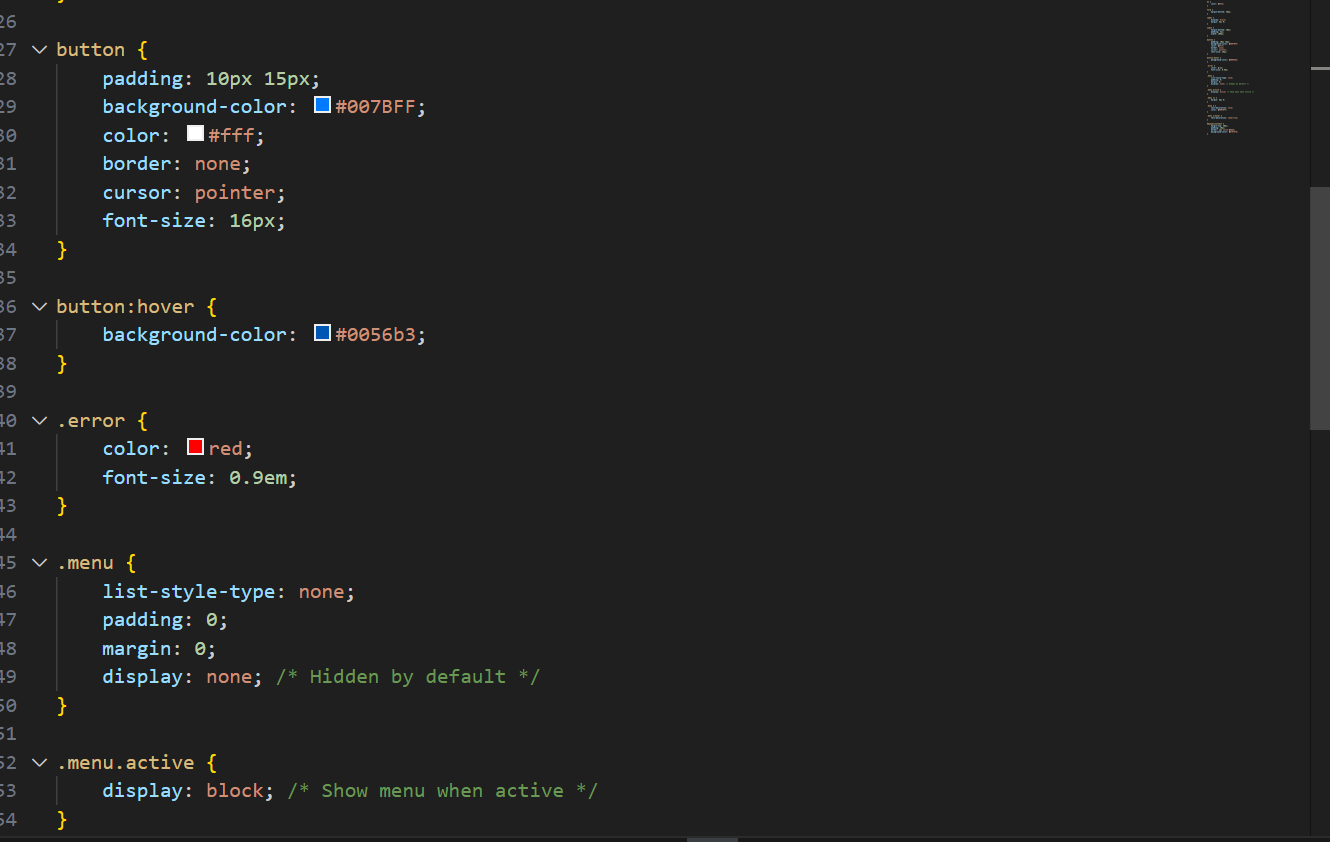 26
27 button {
28     padding: 10px 15px;
29     background-color: #007BFF;
30     color: #fff;
31     border: none;
32     cursor: pointer;
33     font-size: 16px;
34 }
35
36 button:hover {
37     background-color: #0056b3;
38 }
39
40 .error {
41     color: red;
42     font-size: 0.9em;
43 }
44
45 .menu {
46     list-style-type: none;
47     padding: 0;
48     margin: 0;
49     display: none; /* Hidden by default */
50 }
51
52 .menu.active {
53     display: block; /* Show menu when active */
54 }